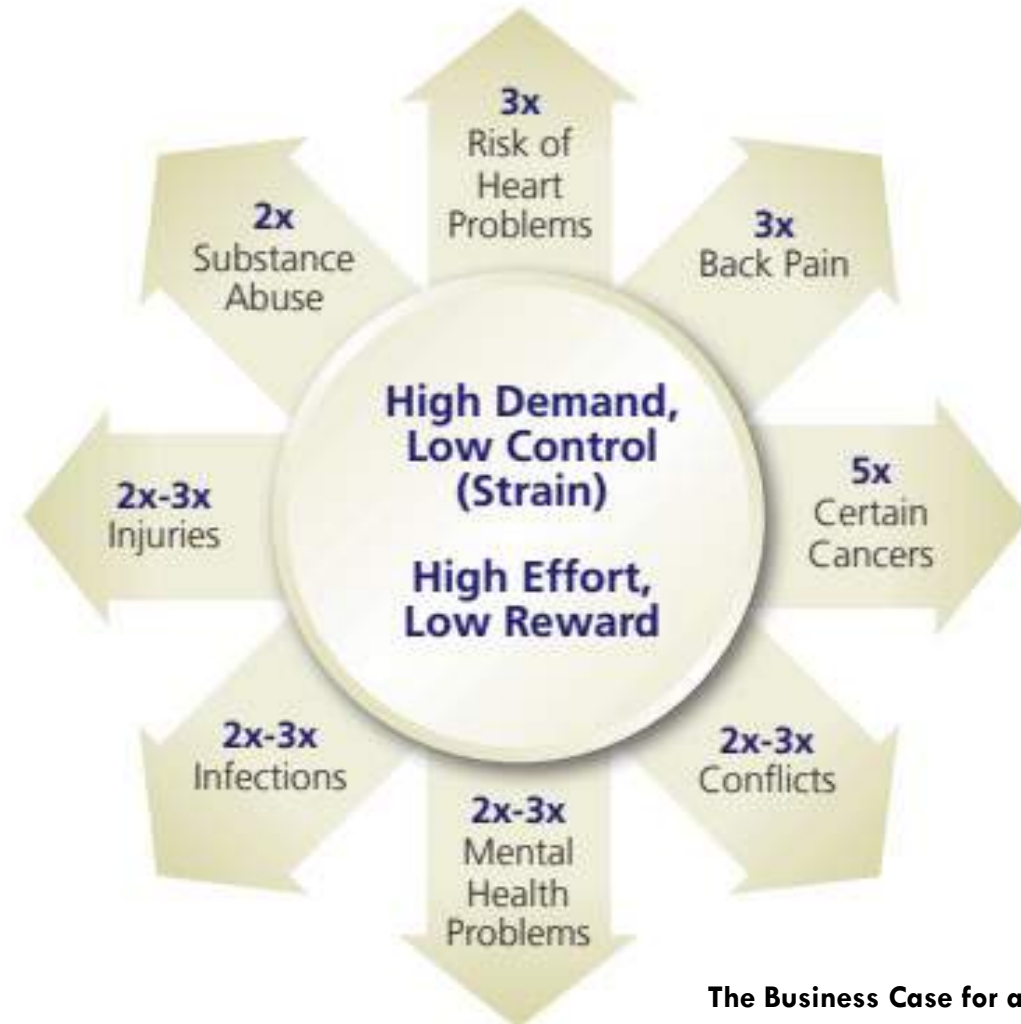 3x
Risk of
Heart
Problems
3x
Back Pain
5x
Certain
Cancers
2x-3x
Conflicts
2x-3x
Mental
Health
Problems
2x-3x
Infections
2x-3x
Injuries
2x
Substance
Abuse
High Demand,
Low Control
(Strain)
High Effort,
Low Reward
The Business Case for a